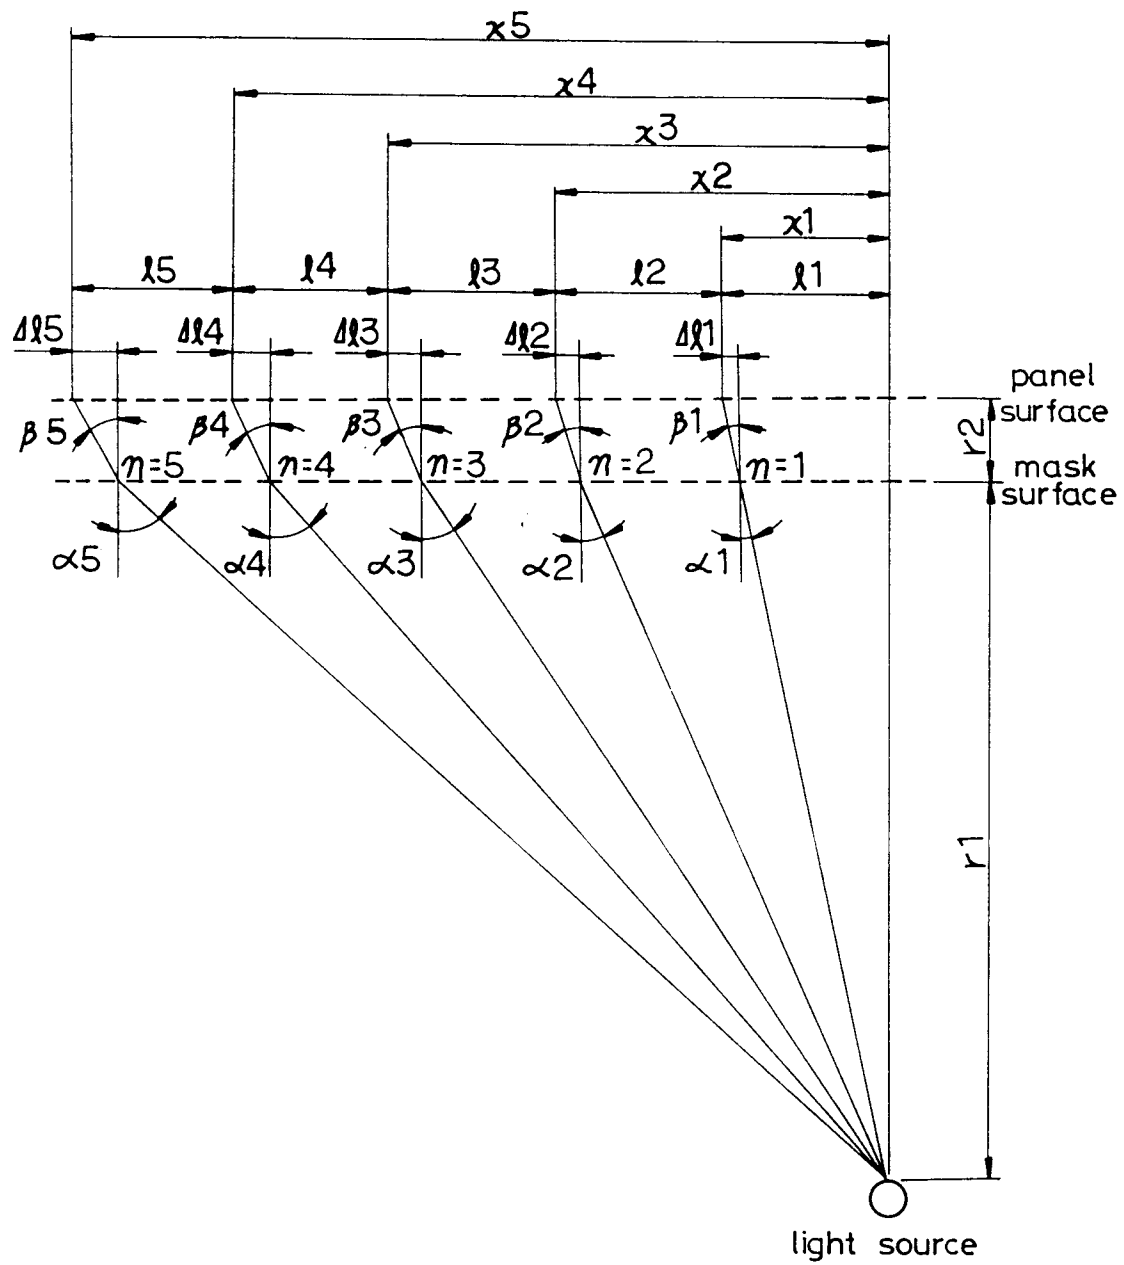 x5
x4
x3
x2
x1
l5 l4 l3 l2 l1
Δl5 Δl4 Δl3 Δl2 Δl1
panel
surface
β5 β4 β3 β2 β1
r2
n=5 n=4 n=3 n=2 n=1
mask
surface
α5 α4 α3 α2 α1
r1
light source